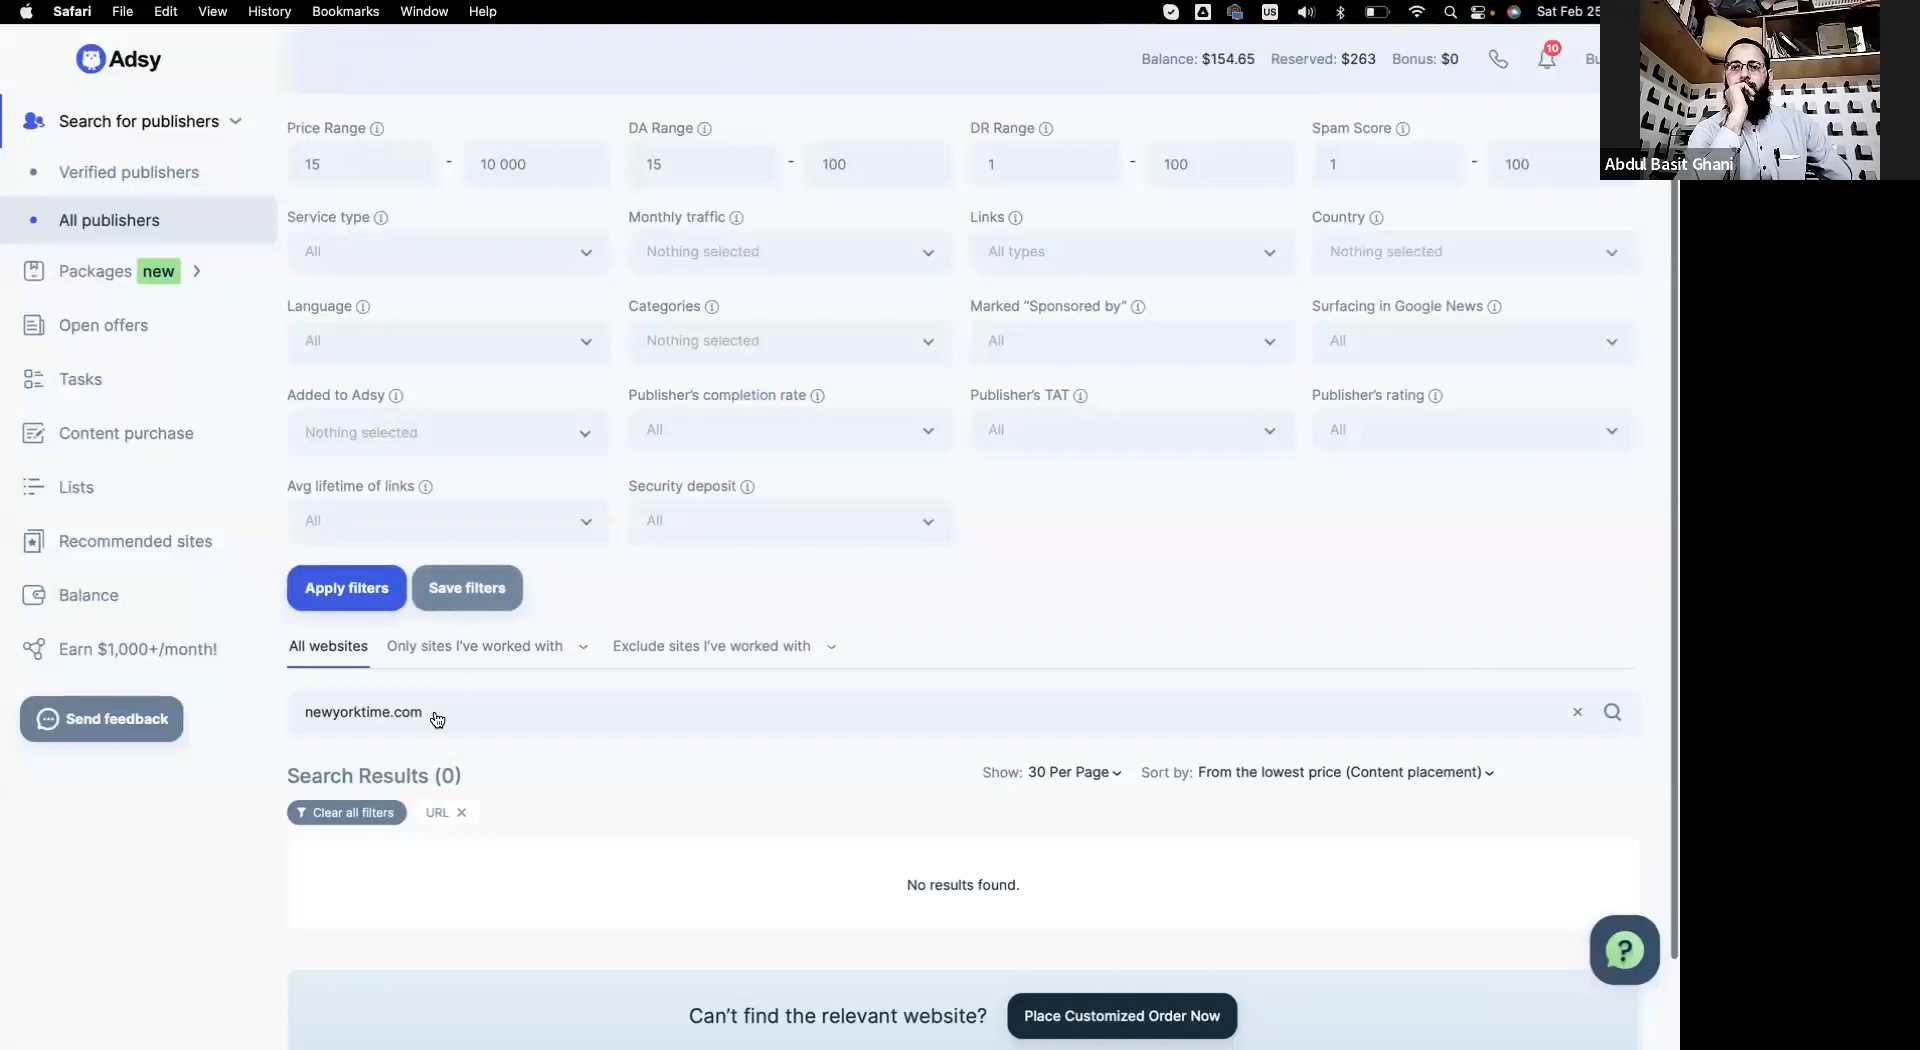 Safari File Edit View History Bookmarks Window Help US Sat Feb 25
Adsy
Balance: $154.65 Reserved: $263 Bonus: $0 10 Bu
Abdul Basit Ghani
Search for publishers
Verified publishers
All publishers
Packages new
Open offers
Tasks
Content purchase
Lists
Recommended sites
Balance
Earn $1,000+/month!
Send feedback
Price Range DA Range DR Range Spam Score
15 - 10 000 15 - 100 1 - 100 1 - 100
Service type Monthly traffic Links Country
All Nothing selected All types Nothing selected
Language Categories Marked “Sponsored by” Surfacing in Google News
All Nothing selected All All
Added to Adsy Publisher’s completion rate Publisher’s TAT Publisher’s rating
Nothing selected All All All
Avg lifetime of links Security deposit
All All
Apply filters Save filters
All websites Only sites I’ve worked with Exclude sites I’ve worked with
newyorktime.com ×
Search Results (0) Show: 30 Per Page Sort by: From the lowest price (Content placement)
Clear all filters URL ×
No results found.
Can’t find the relevant website? Place Customized Order Now
?